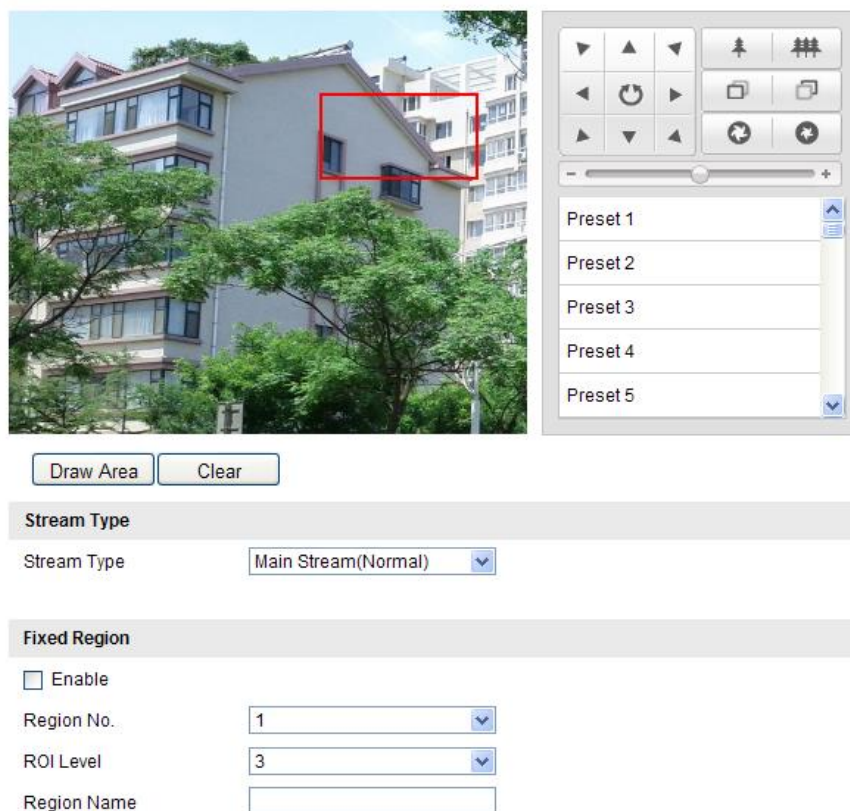 Preset 1
Preset 2
Preset 3
Preset 4
Preset 5
Draw Area Clear
Stream Type
Stream Type Main Stream(Normal)
Fixed Region
Enable
Region No. 1
ROI Level 3
Region Name